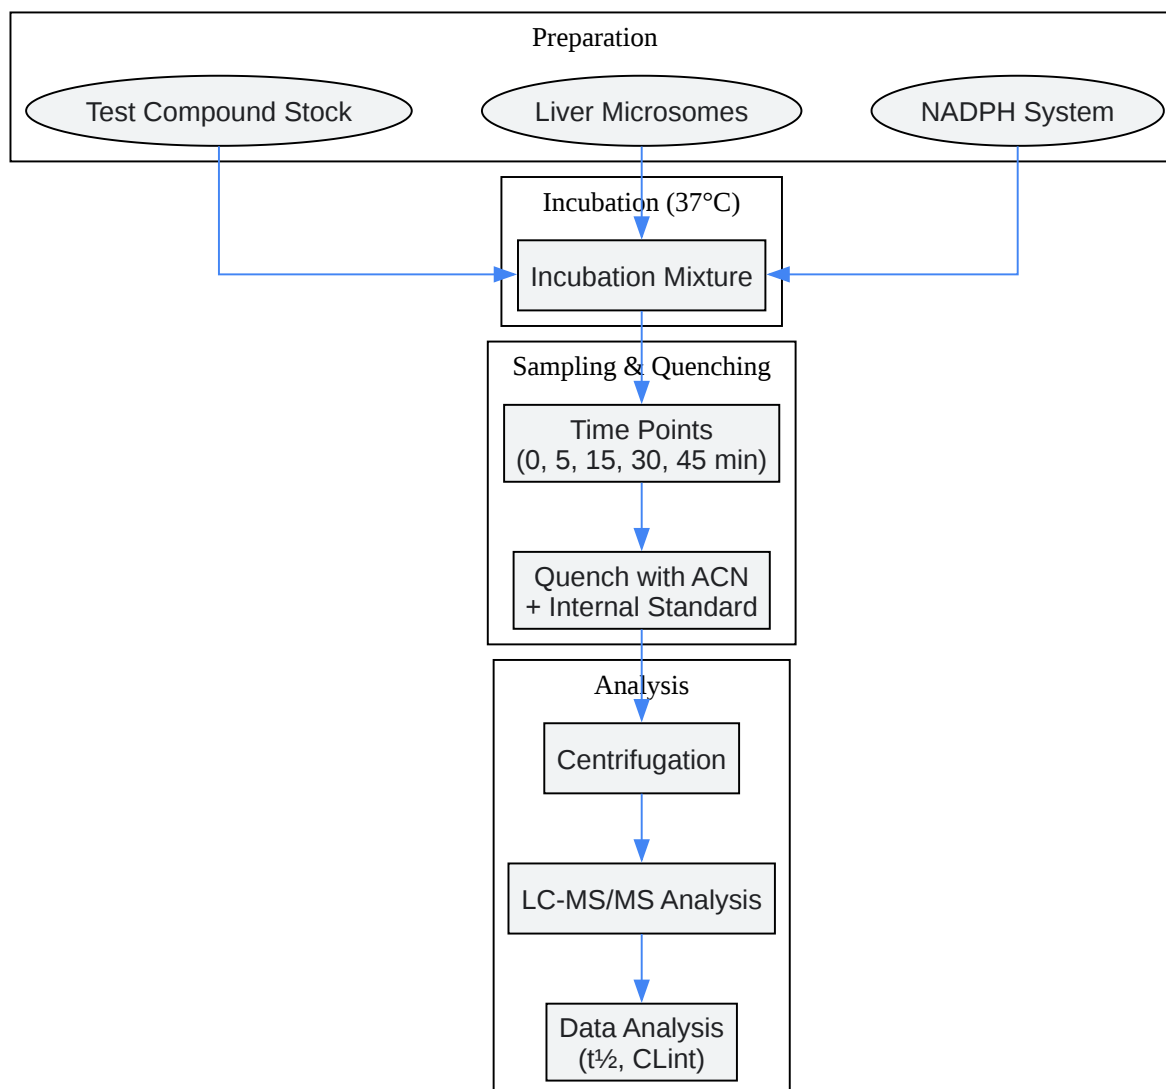 Preparation
Test Compound Stock
Liver Microsomes
NADPH System
Incubation (37°C)
Incubation Mixture
Sampling & Quenching
Time Points
(0, 5, 15, 30, 45 min)
Quench with ACN
+ Internal Standard
Analysis
Centrifugation
LC-MS/MS Analysis
Data Analysis
(t½, CLint)